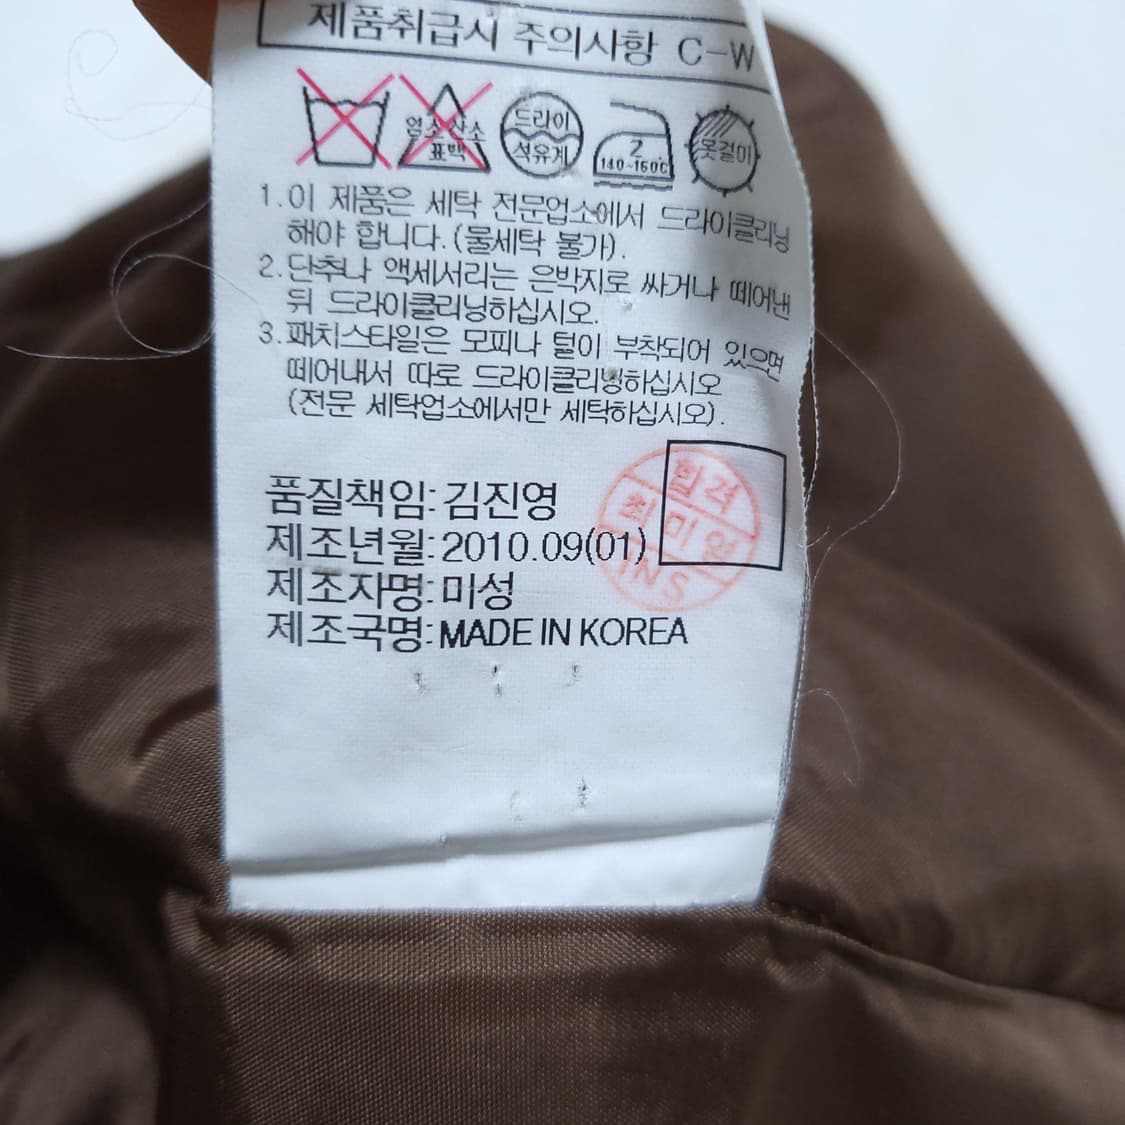 제품취급시 주의사항 C-W
염소 산소
표백
드라이
석유계
2
140~160℃
옷걸이
1.이 제품은 세탁 전문업소에서 드라이클리닝
해야 합니다.(물세탁 불가).
2.단추나 액세서리는 은박지로 싸거나 떼어낸
뒤 드라이클리닝하십시오.
3.패치스타일은 모피나 털이 부착되어 있으면
떼어내서 따로 드라이클리닝하십시오
(전문 세탁업소에서만 세탁하십시오).
합격
최미영
INS
품질책임:김진영
제조년월:2010.09(01)
제조자명:미성
제조국명:MADE IN KOREA